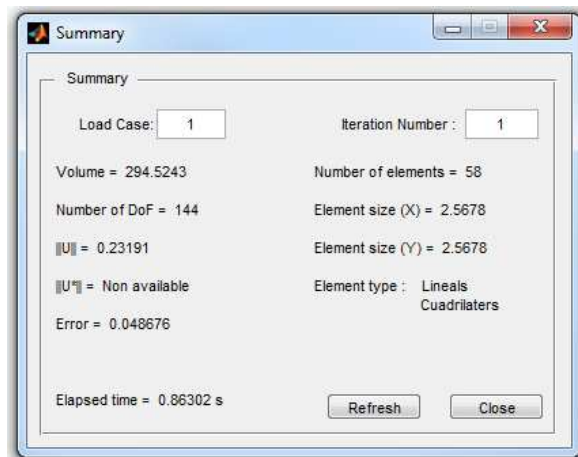 Summary
Summary
Load Case: 1 Iteration Number : 1
Volume = 294.5243 Number of elements = 58
Number of DoF = 144 Element size (X) = 2.5678
||U|| = 0.23191 Element size (Y) = 2.5678
||U*|| = Non available Element type : Lineals
Cuadrilaters
Error = 0.048676
Elapsed time = 0.86302 s Refresh Close